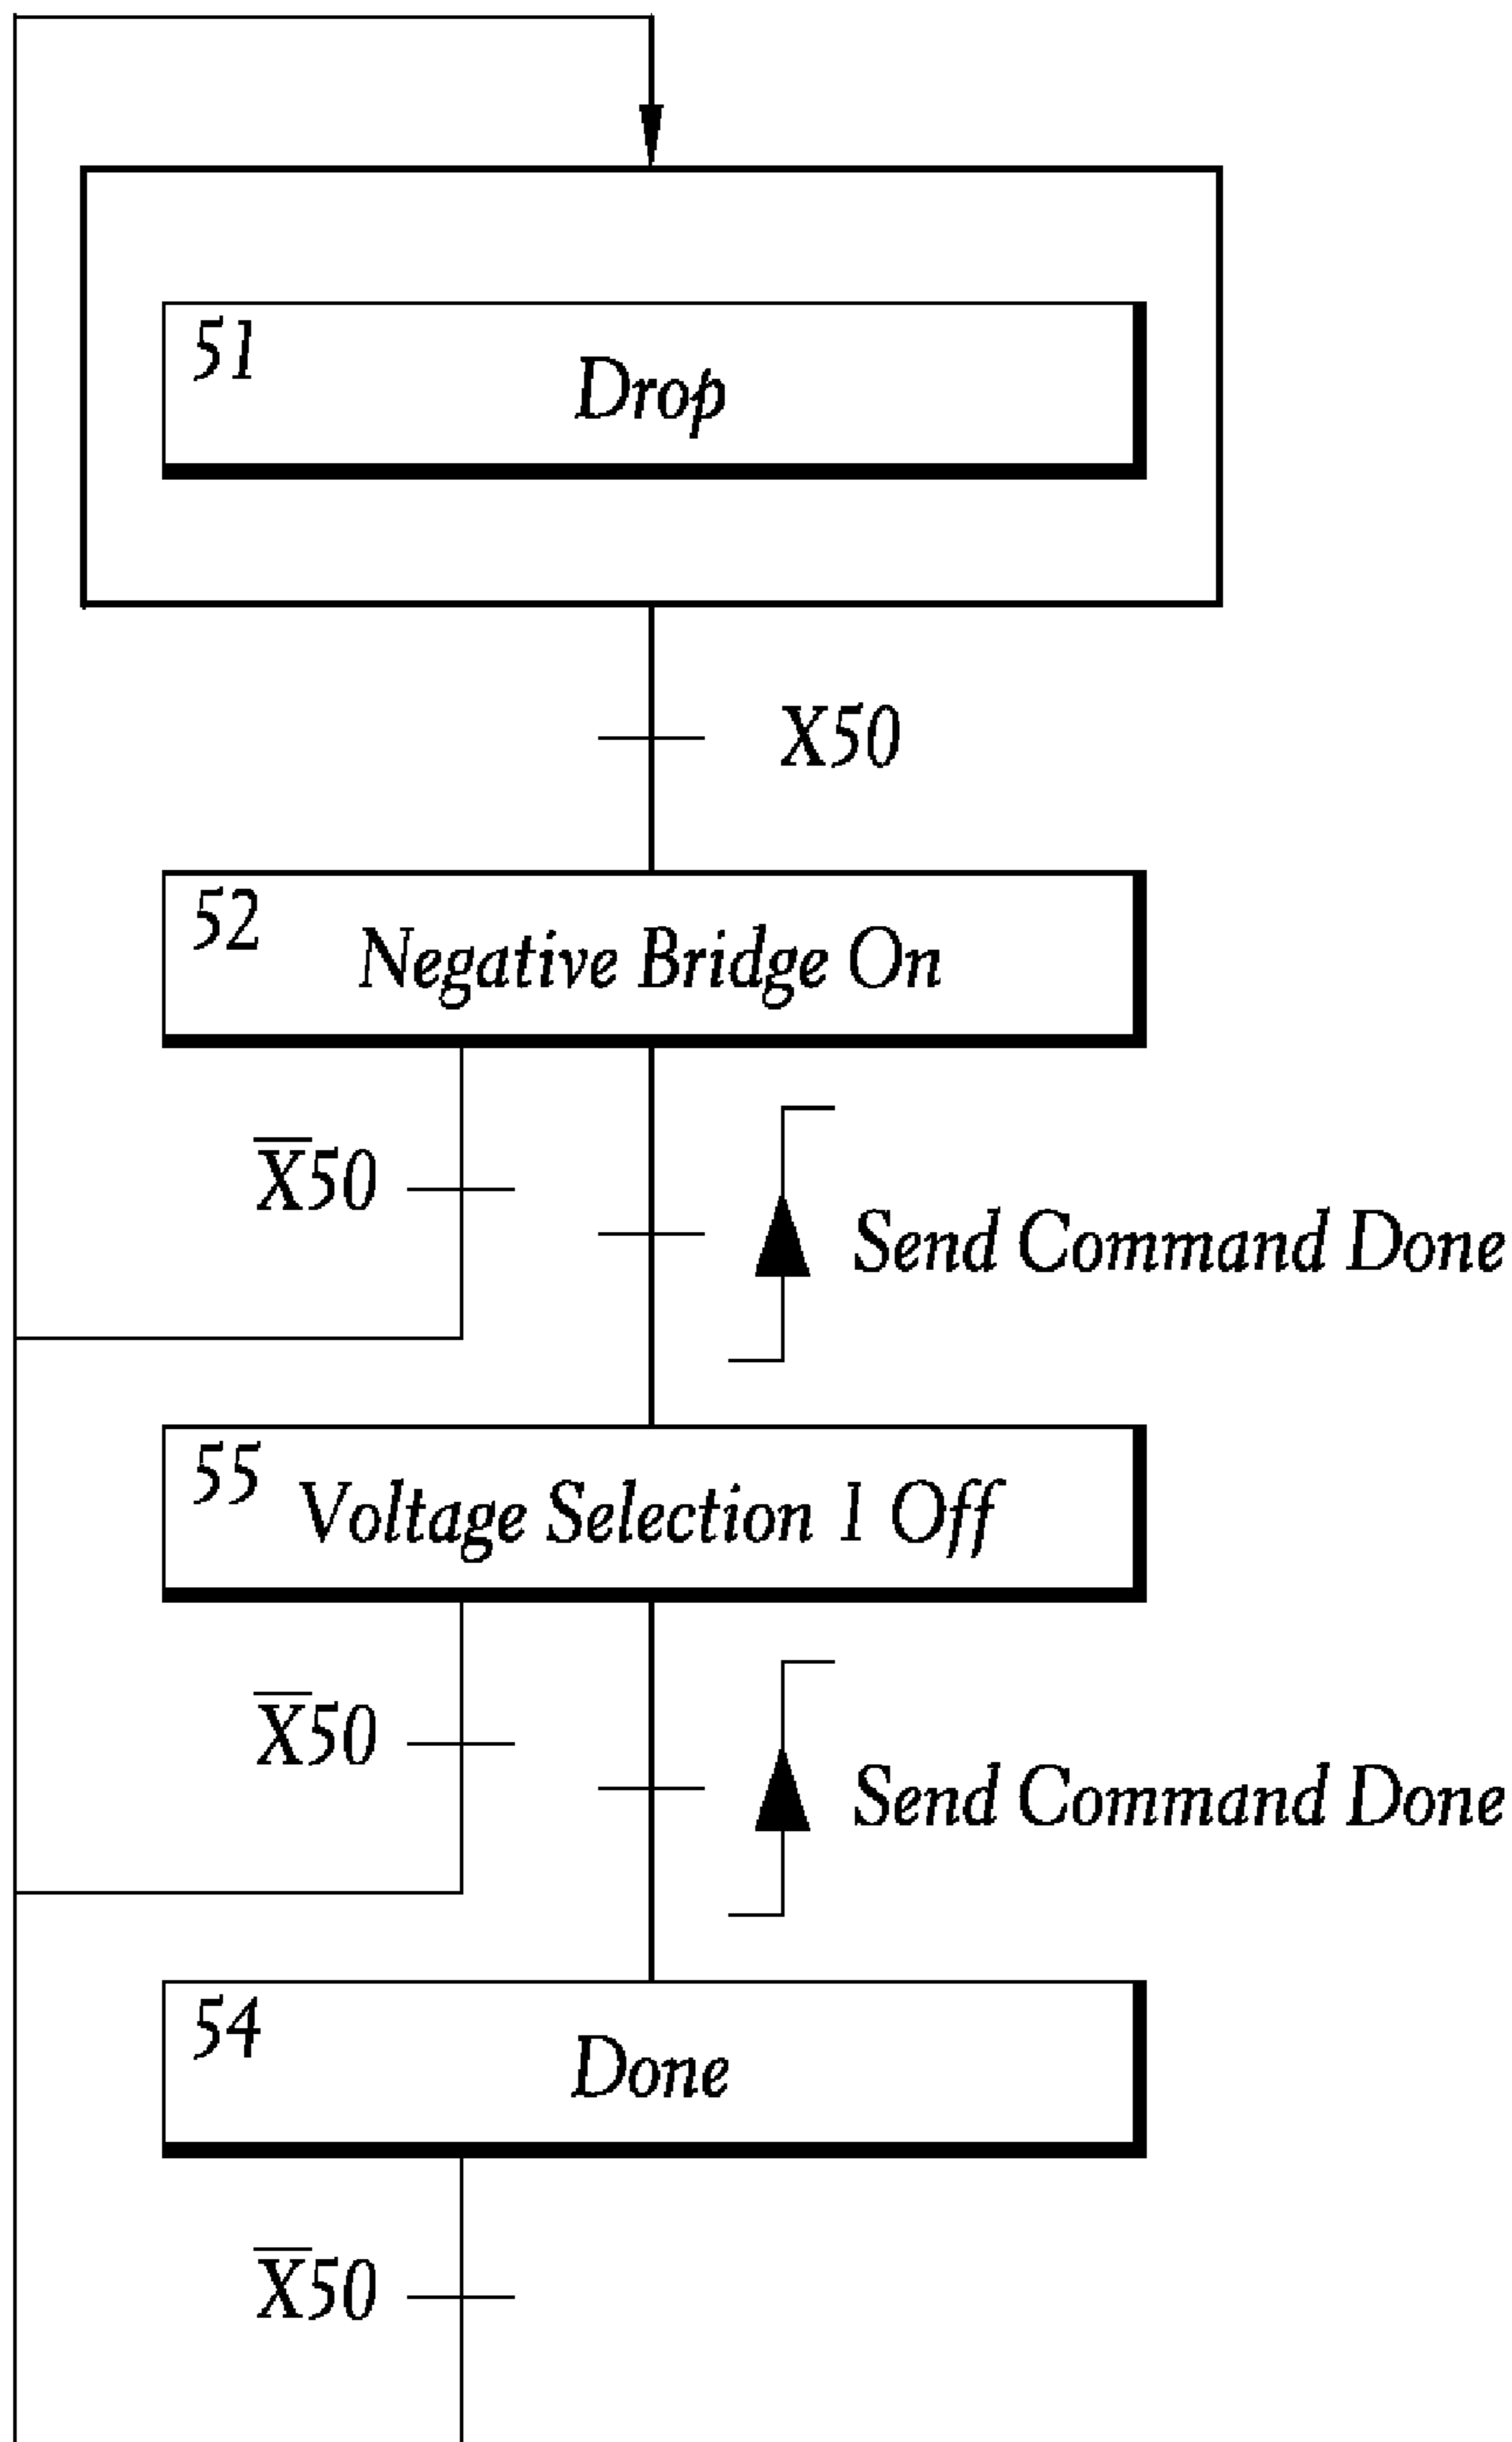 51
Drop
X50
52
Negative Bridge On
X̅50
Send Command Done
55
Voltage Selection 1 Off
X̅50
Send Command Done
54
Done
X̅50